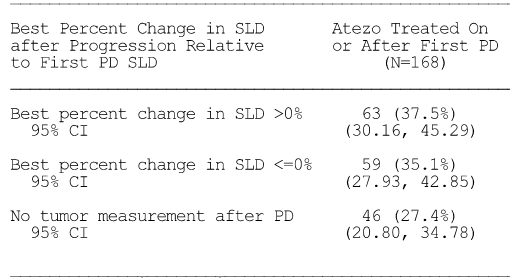 Best Percent Change in SLD Atezo Treated On
after Progression Relative or After First PD
to First PD SLD (N=168)
Best percent change in SLD >0% 63 (37.5%)
95% CI (30.16, 45.29)
Best percent change in SLD <=0% 59 (35.1%)
95% CI (27.93, 42.85)
No tumor measurement after PD 46 (27.4%)
95% CI (20.80, 34.78)